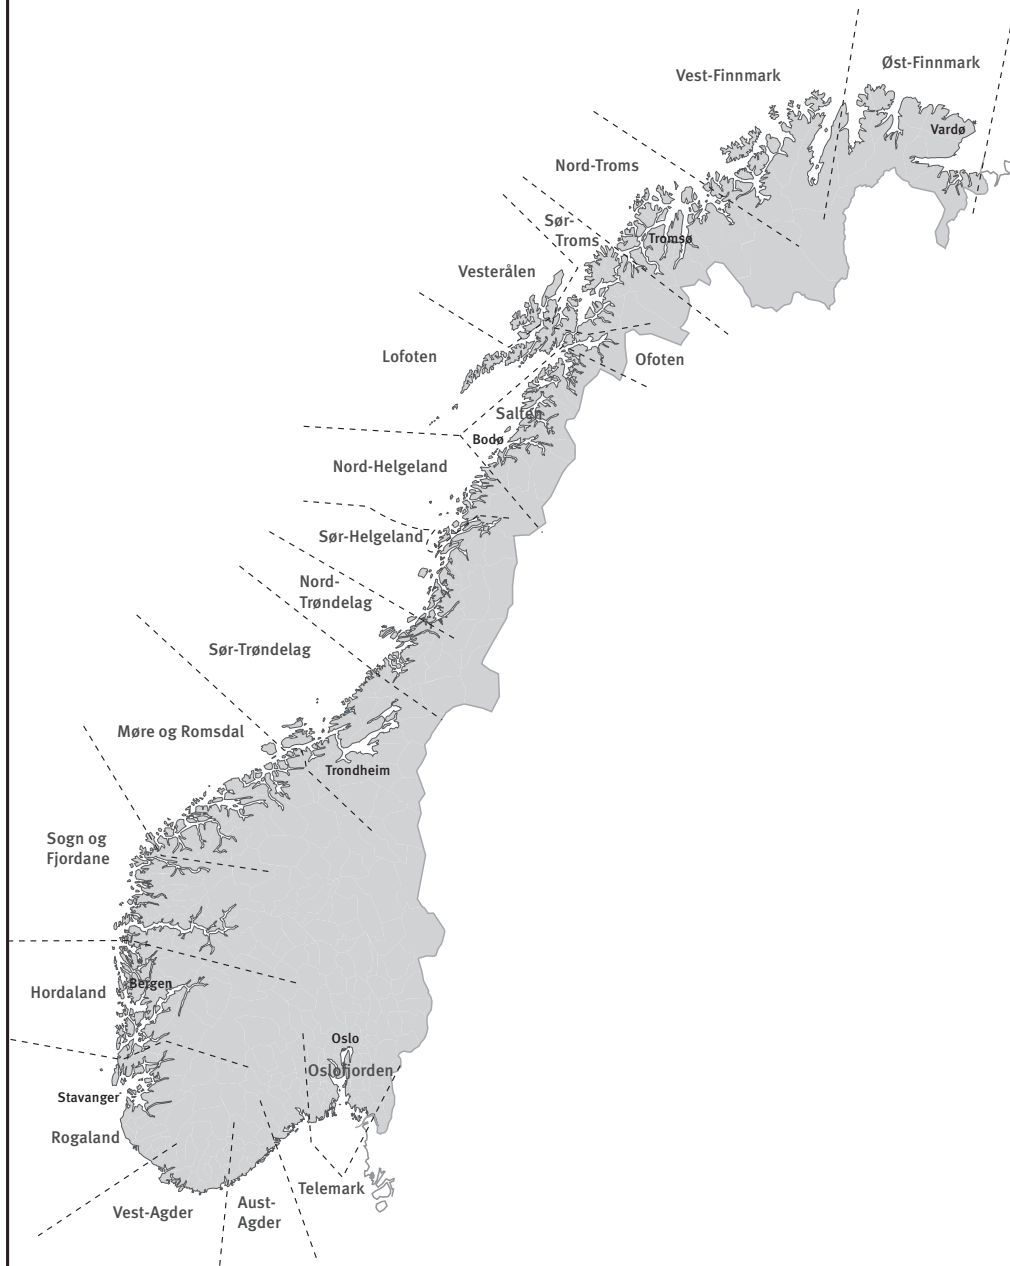 Øst-Finnmark
Vest-Finnmark
Vardø
Nord-Troms
Sør-
Troms
Tromsø
Vesterålen
Lofoten
Ofoten
Salten
Bodø
Nord-Helgeland
Sør-Helgeland
Nord-
Trøndelag
Sør-Trøndelag
Møre og Romsdal
Trondheim
Sogn og
Fjordane
Bergen
Hordaland
Oslo
Oslofjorden
Stavanger
Rogaland
Telemark
Vest-Agder
Aust-
Agder